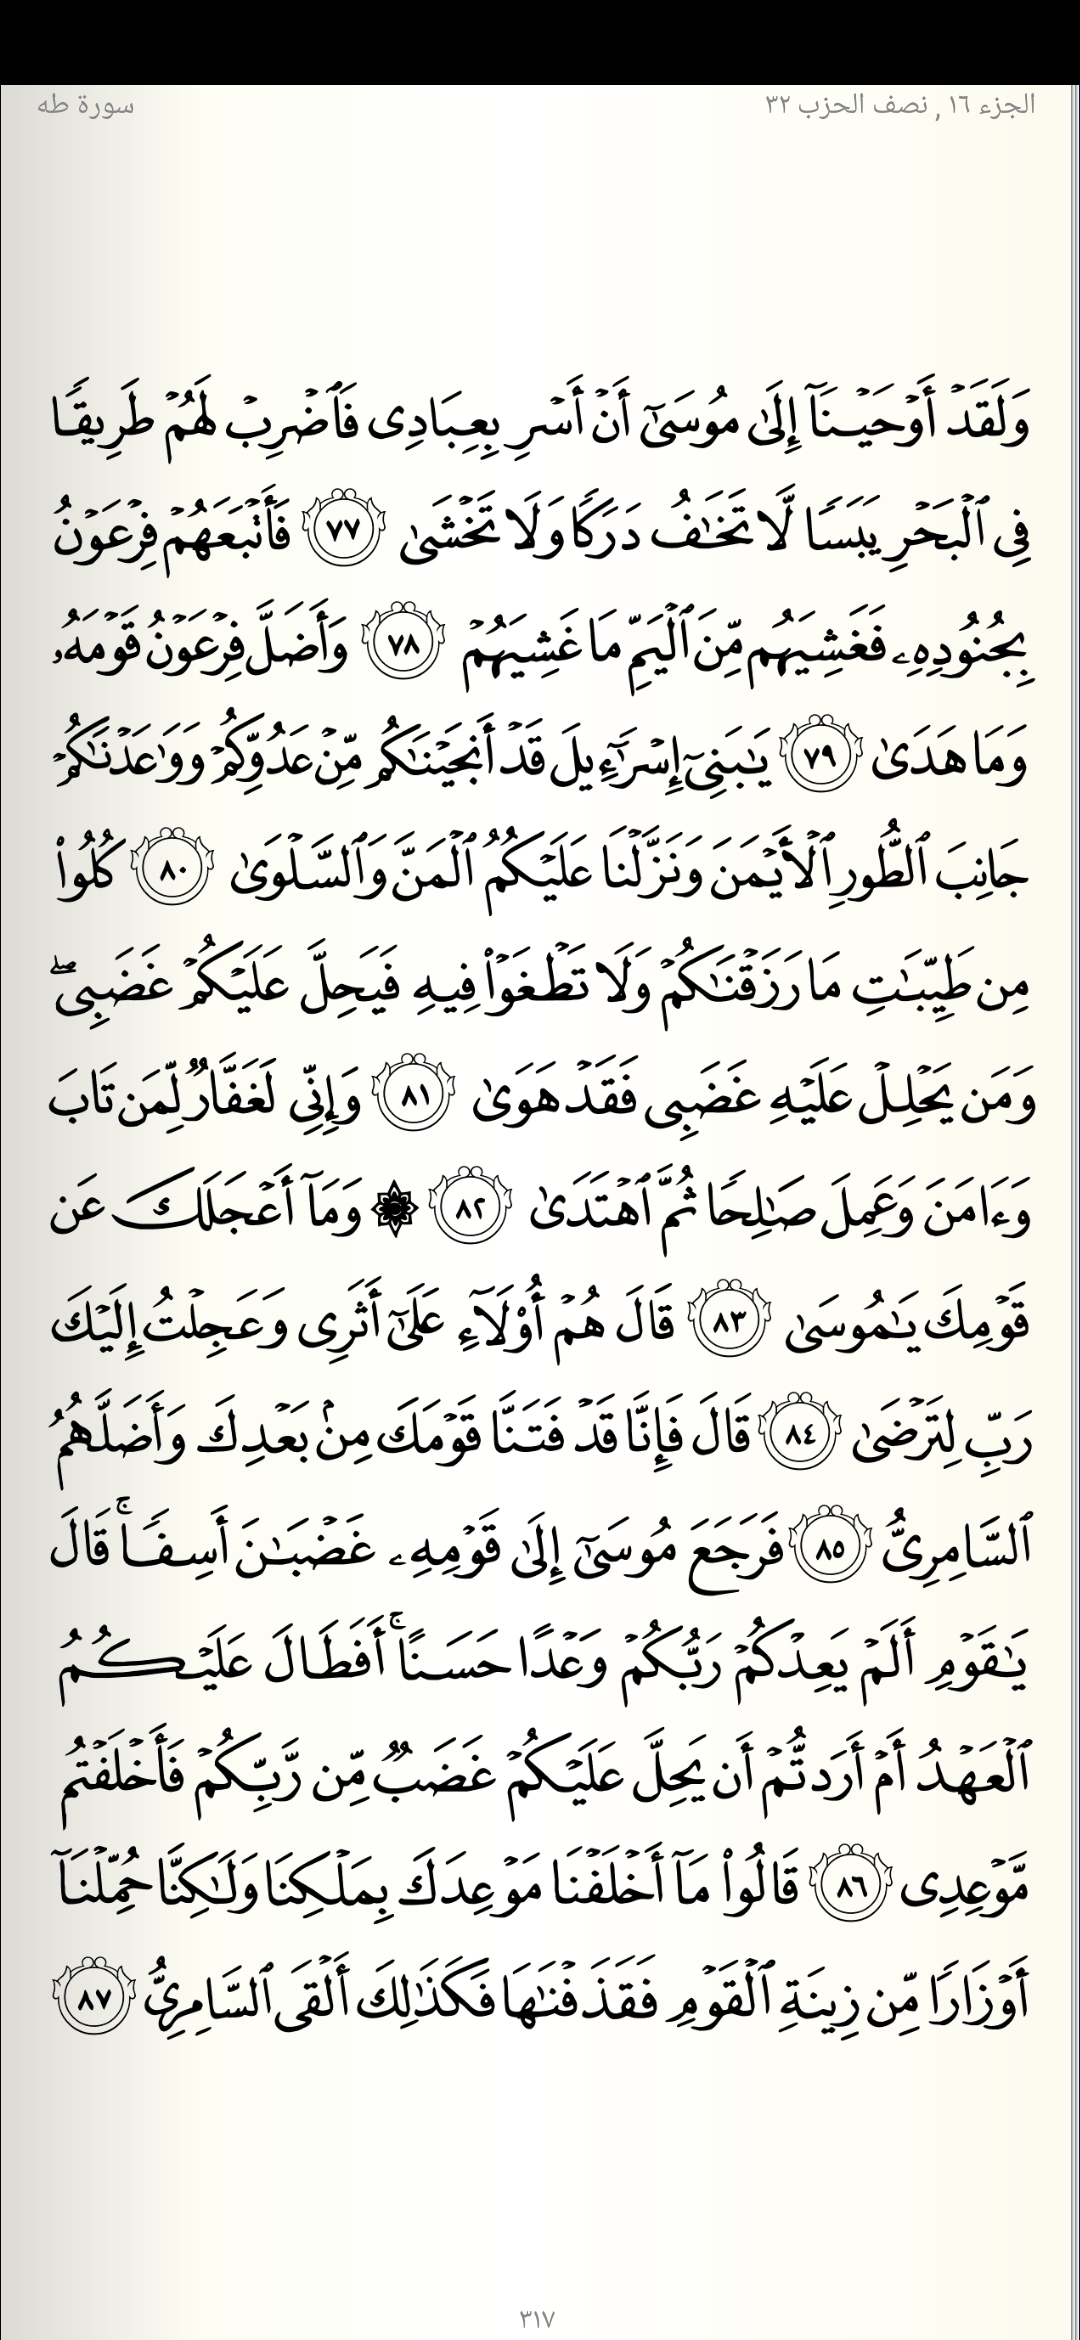 الجزء ١٦ , نصف الحزب ٣٢
سورة طه
وَلَقَدۡ أَوۡحَيۡنَآ إِلَىٰ مُوسَىٰٓ أَنۡ أَسۡرِ بِعِبَادِي فَٱضۡرِبۡ لَهُمۡ طَرِيقٗا
فِي ٱلۡبَحۡرِ يَبَسٗا لَّا تَخَٰفُ دَرَكٗا وَلَا تَخۡشَىٰ ٧٧ فَأَتۡبَعَهُمۡ فِرۡعَوۡنُ
بِجُنُودِهِۦ فَغَشِيَهُم مِّنَ ٱلۡيَمِّ مَا غَشِيَهُمۡ ٧٨ وَأَضَلَّ فِرۡعَوۡنُ قَوۡمَهُۥ
وَمَا هَدَىٰ ٧٩ يَٰبَنِيٓ إِسۡرَٰٓءِيلَ قَدۡ أَنجَيۡنَٰكُم مِّنۡ عَدُوِّكُمۡ وَوَٰعَدۡنَٰكُمۡ
جَانِبَ ٱلطُّورِ ٱلۡأَيۡمَنَ وَنَزَّلۡنَا عَلَيۡكُمُ ٱلۡمَنَّ وَٱلسَّلۡوَىٰ ٨٠ كُلُواْ
مِن طَيِّبَٰتِ مَا رَزَقۡنَٰكُمۡ وَلَا تَطۡغَوۡاْ فِيهِ فَيَحِلَّ عَلَيۡكُمۡ غَضَبِيۖ
وَمَن يَحۡلِلۡ عَلَيۡهِ غَضَبِي فَقَدۡ هَوَىٰ ٨١ وَإِنِّي لَغَفَّارٞ لِّمَن تَابَ
وَءَامَنَ وَعَمِلَ صَٰلِحٗا ثُمَّ ٱهۡتَدَىٰ ٨٢ ۞ وَمَآ أَعۡجَلَكَ عَن
قَوۡمِكَ يَٰمُوسَىٰ ٨٣ قَالَ هُمۡ أُوْلَآءِ عَلَىٰٓ أَثَرِي وَعَجِلۡتُ إِلَيۡكَ
رَبِّ لِتَرۡضَىٰ ٨٤ قَالَ فَإِنَّا قَدۡ فَتَنَّا قَوۡمَكَ مِنۢ بَعۡدِكَ وَأَضَلَّهُمُ
ٱلسَّامِرِيُّ ٨٥ فَرَجَعَ مُوسَىٰٓ إِلَىٰ قَوۡمِهِۦ غَضۡبَٰنَ أَسِفٗاۚ قَالَ
يَٰقَوۡمِ أَلَمۡ يَعِدۡكُمۡ رَبُّكُمۡ وَعۡدًا حَسَنًاۚ أَفَطَالَ عَلَيۡكُمُ
ٱلۡعَهۡدُ أَمۡ أَرَدتُّمۡ أَن يَحِلَّ عَلَيۡكُمۡ غَضَبٞ مِّن رَّبِّكُمۡ فَأَخۡلَفۡتُم
مَّوۡعِدِي ٨٦ قَالُواْ مَآ أَخۡلَفۡنَا مَوۡعِدَكَ بِمَلۡكِنَا وَلَٰكِنَّا حُمِّلۡنَآ
أَوۡزَارٗا مِّن زِينَةِ ٱلۡقَوۡمِ فَقَذَفۡنَٰهَا فَكَذَٰلِكَ أَلۡقَى ٱلسَّامِرِيُّ ٨٧
٣١٧